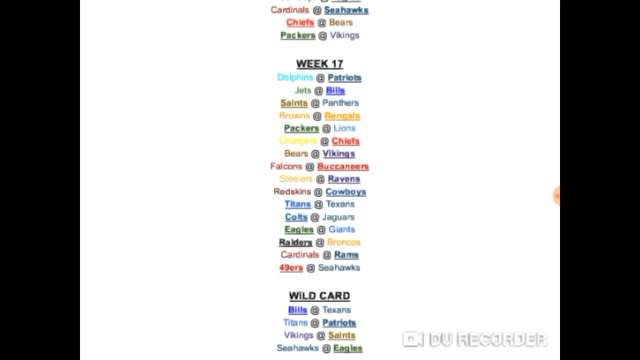 Cardinals @ Seahawks
Chiefs @ Bears
Packers @ Vikings
WEEK 17
Dolphins @ Patriots
Jets @ Bills
Saints @ Panthers
Browns @ Bengals
Packers @ Lions
Chargers @ Chiefs
Bears @ Vikings
Falcons @ Buccaneers
Steelers @ Ravens
Redskins @ Cowboys
Titans @ Texans
Colts @ Jaguars
Eagles @ Giants
Raiders @ Broncos
Cardinals @ Rams
49ers @ Seahawks
WILD CARD
Bills @ Texans
Titans @ Patriots
Vikings @ Saints
Seahawks @ Eagles
DU RECORDER